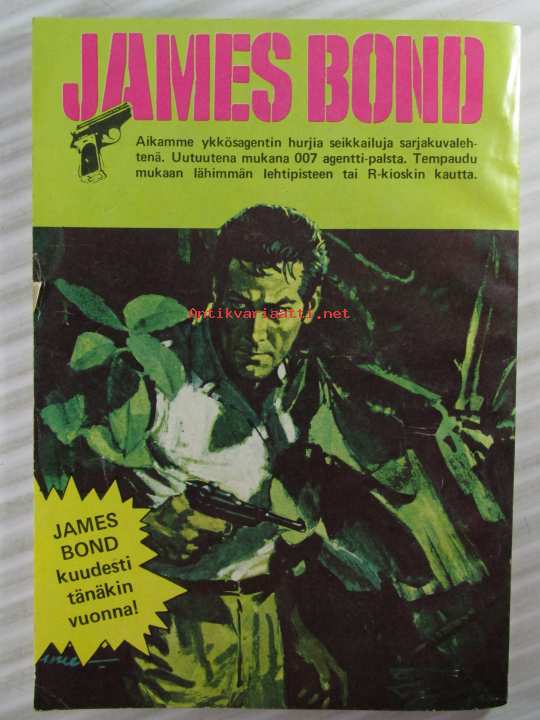 JAMES BOND
Aikamme ykkösagentin hurjia seikkailuja sarjakuvaleh-
tenä. Uutuutena mukana 007 agentti-palsta. Tempaudu
mukaan lähimmän lehtipisteen tai R-kioskin kautta.
Antikvariaatti.net
JAMES
BOND
kuudesti
tänäkin
vuonna!